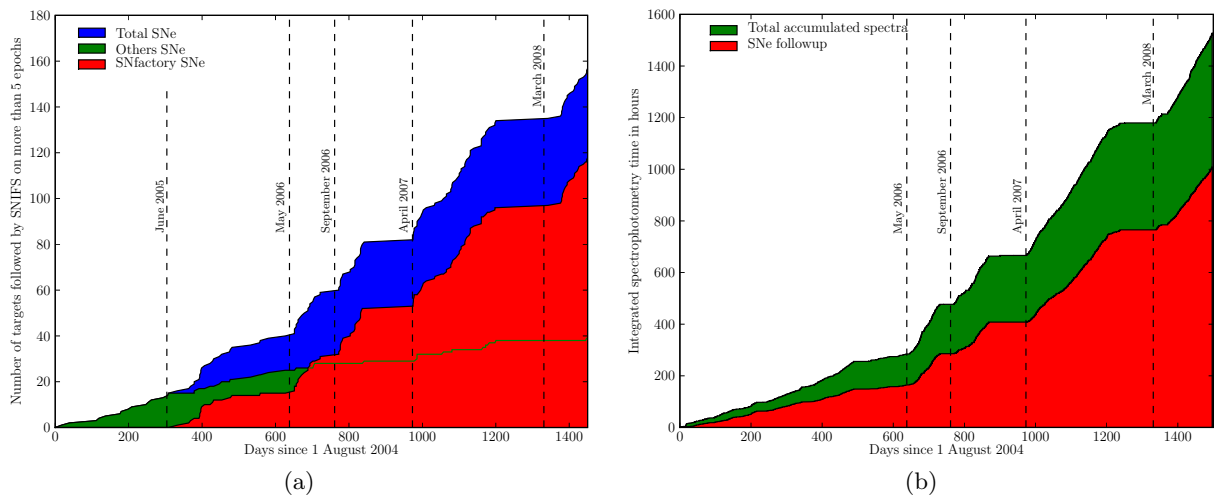 Number of targets followed by SNIFS on more than 5 epochs
180
160
140
120
100
80
60
40
20
0
Total SNe
Others SNe
SNfactory SNe
June 2005
May 2006
September 2006
April 2007
March 2008
0 200 400 600 800 1000 1200 1400
Days since 1 August 2004
(a)
Integrated spectrophotometry time in hours
1600
1400
1200
1000
800
600
400
200
0
Total accumulated spectra
SNe followup
May 2006
September 2006
April 2007
March 2008
0 200 400 600 800 1000 1200 1400
Days since 1 August 2004
(b)